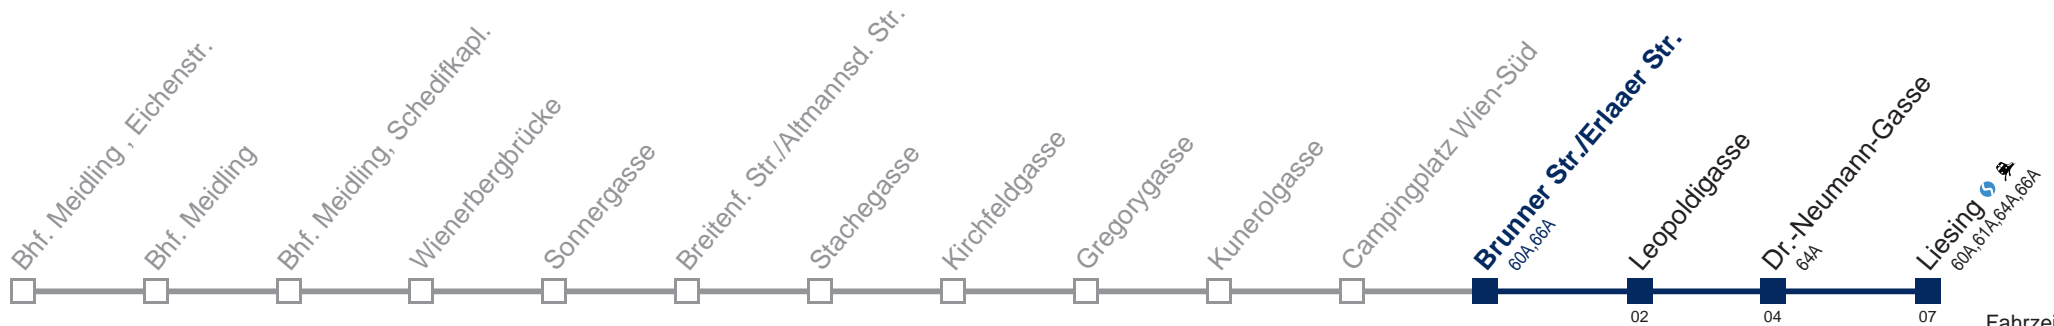 Bhf. Meidling , Eichenstr.
Bhf. Meidling
Bhf. Meidling, Schedifkapl.
Wienerbergbrücke
Sonnergasse
Breitenf. Str./Altmannsd. Str.
Stachegasse
Kirchfeldgasse
Gregorygasse
Kunerolgasse
Campingplatz Wien-Süd
Brunner Str./Erlaaer Str.
60A,66A
Leopoldigasse
Dr.-Neumann-Gasse
64A
Liesing
60A,61A,64A,66A
02
04
07